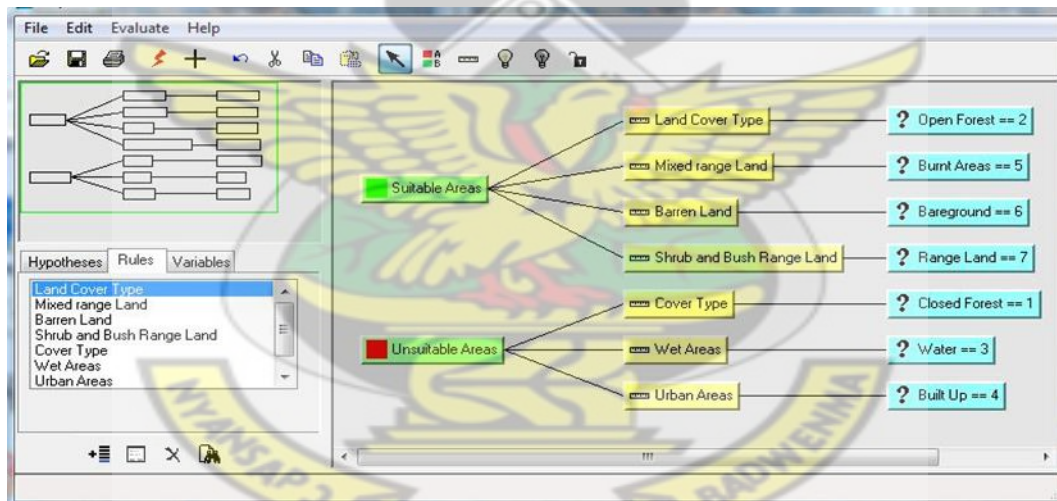 File Edit Evaluate Help
A
B
Hypotheses Rules Variables
Land Cover Type
Mixed range Land
Barren Land
Shrub and Bush Range Land
Cover Type
Wet Areas
Urban Areas
Suitable Areas
Land Cover Type ? Open Forest == 2
Mixed range Land ? Burnt Areas == 5
Barren Land ? Bareground == 6
Shrub and Bush Range Land ? Range Land == 7
Unsuitable Areas
Cover Type ? Closed Forest == 1
Wet Areas ? Water == 3
Urban Areas ? Built Up == 4
NYANSAPO
BADWENMA